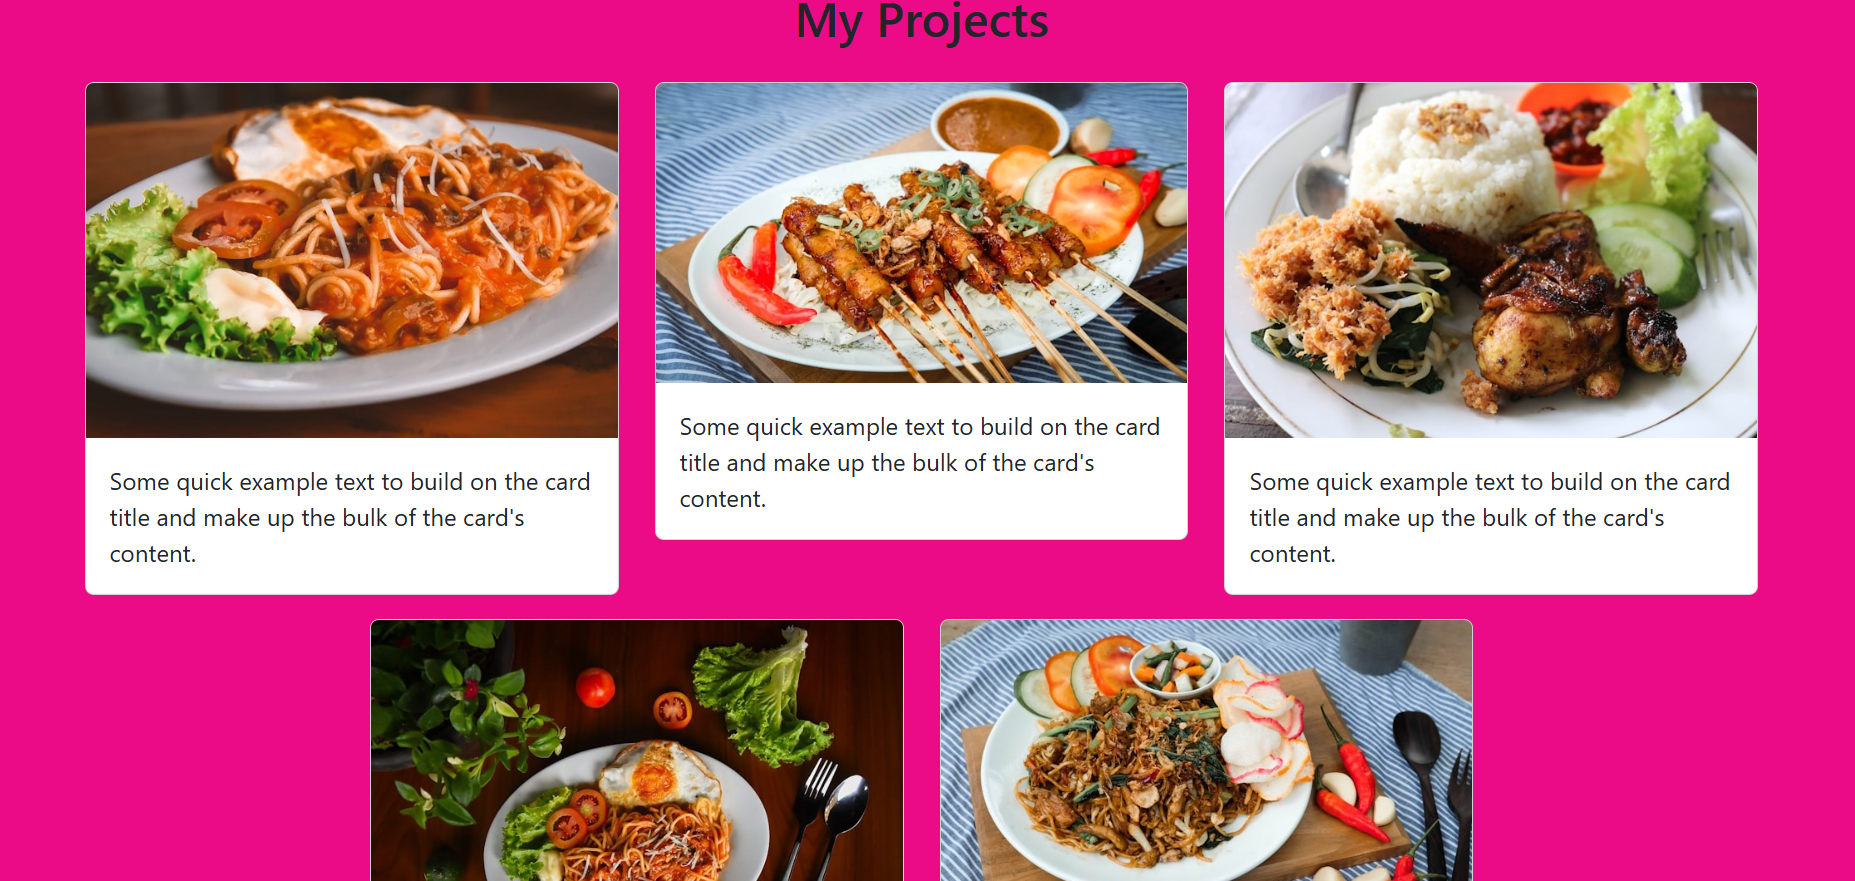 My Projects
Some quick example text to build on the card
title and make up the bulk of the card's
content.
Some quick example text to build on the card
title and make up the bulk of the card's
content.
Some quick example text to build on the card
title and make up the bulk of the card's
content.